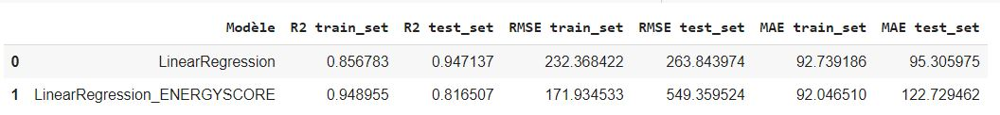 Modèle R2 train_set R2 test_set RMSE train_set RMSE test_set MAE train_set MAE test_set
0 LinearRegression 0.856783 0.947137 232.368422 263.843974 92.739186 95.305975
1 LinearRegression_ENERGYSCORE 0.948955 0.816507 171.934533 549.359524 92.046510 122.729462